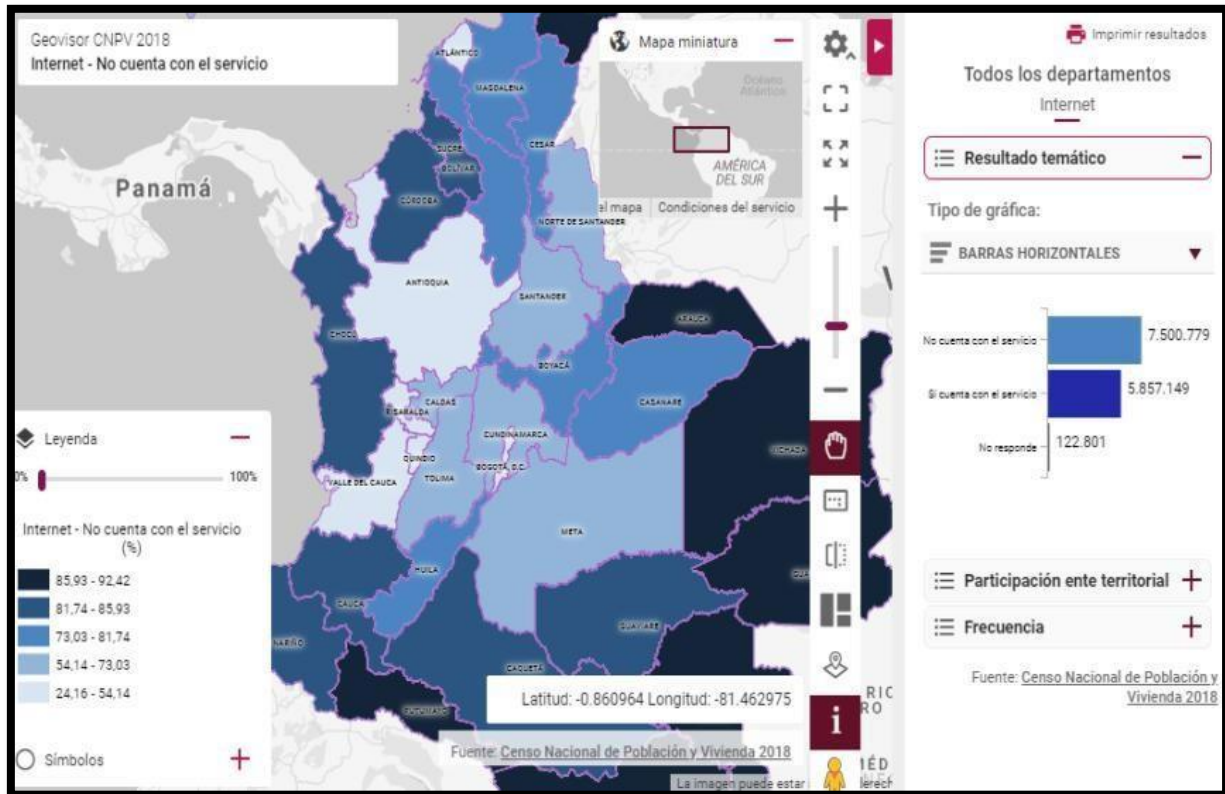 Geovisor CNPV 2018
Internet - No cuenta con el servicio
Mapa miniatura
Océano
Atlántico
AMÉRICA
DEL SUR
el mapa
Condiciones del servicio
Panamá
ATLÁNTICO
MAGDALENA
CESAR
SUCRE
BOLÍVAR
CÓRDOBA
NORTE DE SANTANDER
ANTIOQUIA
SANTANDER
ARAUCA
CHOCÓ
BOYACÁ
CASANARE
CALDAS
RISARALDA
CUNDINAMARCA
QUINDIO
BOGOTÁ, D.C.
VICHADA
VALLE DEL CAUCA
TOLIMA
META
HUILA
GUA
CAUCA
GUAVIARE
NARIÑO
CAQUETÁ
PUTUMAYO
Leyenda
0%
100%
Internet - No cuenta con el servicio
(%)
85,93 - 92,42
81,74 - 85,93
73,03 - 81,74
54,14 - 73,03
24,16 - 54,14
Símbolos
Latitud: -0.860964 Longitud: -81.462975
Fuente: Censo Nacional de Población y Vivienda 2018
La imagen puede estar
derech
RIC
RO
MÉD
i
Imprimir resultados
Todos los departamentos
Internet
Resultado temático
Tipo de gráfica:
BARRAS HORIZONTALES
No cuenta con el servicio 7.500.779
Si cuenta con el servicio 5.857.149
No responde 122.801
Participación ente territorial
Frecuencia
Fuente: Censo Nacional de Población y
Vivienda 2018